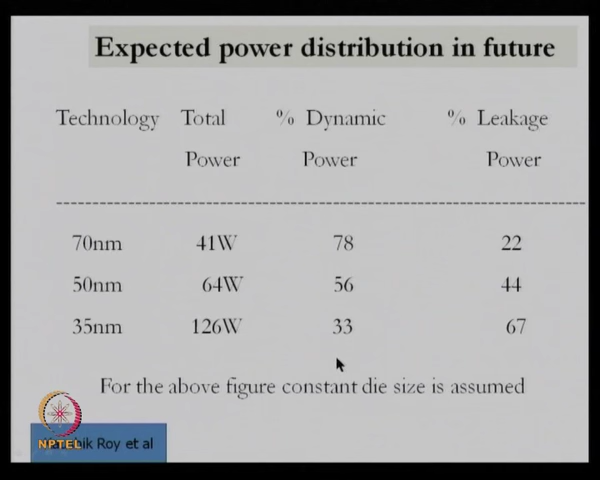 Expected power distribution in future
Technology Total % Dynamic % Leakage
Power Power Power
70nm 41W 78 22
50nm 64W 56 44
35nm 126W 33 67
For the above figure constant die size is assumed
NPTEL Roy et al